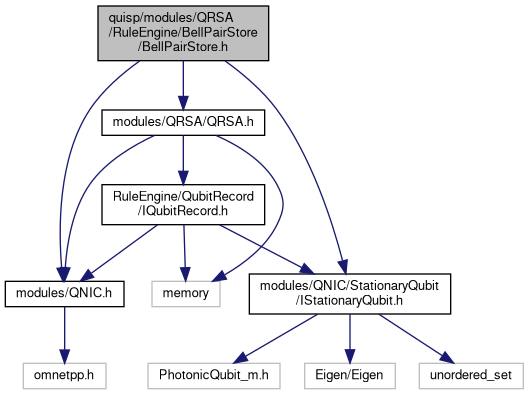 quisp/modules/QRSA
/RuleEngine/BellPairStore
/BellPairStore.h
modules/QRSA/QRSA.h
RuleEngine/QubitRecord
/IQubitRecord.h
modules/QNIC.h
memory
modules/QNIC/StationaryQubit
/IStationaryQubit.h
omnetpp.h
PhotonicQubit_m.h
Eigen/Eigen
unordered_set